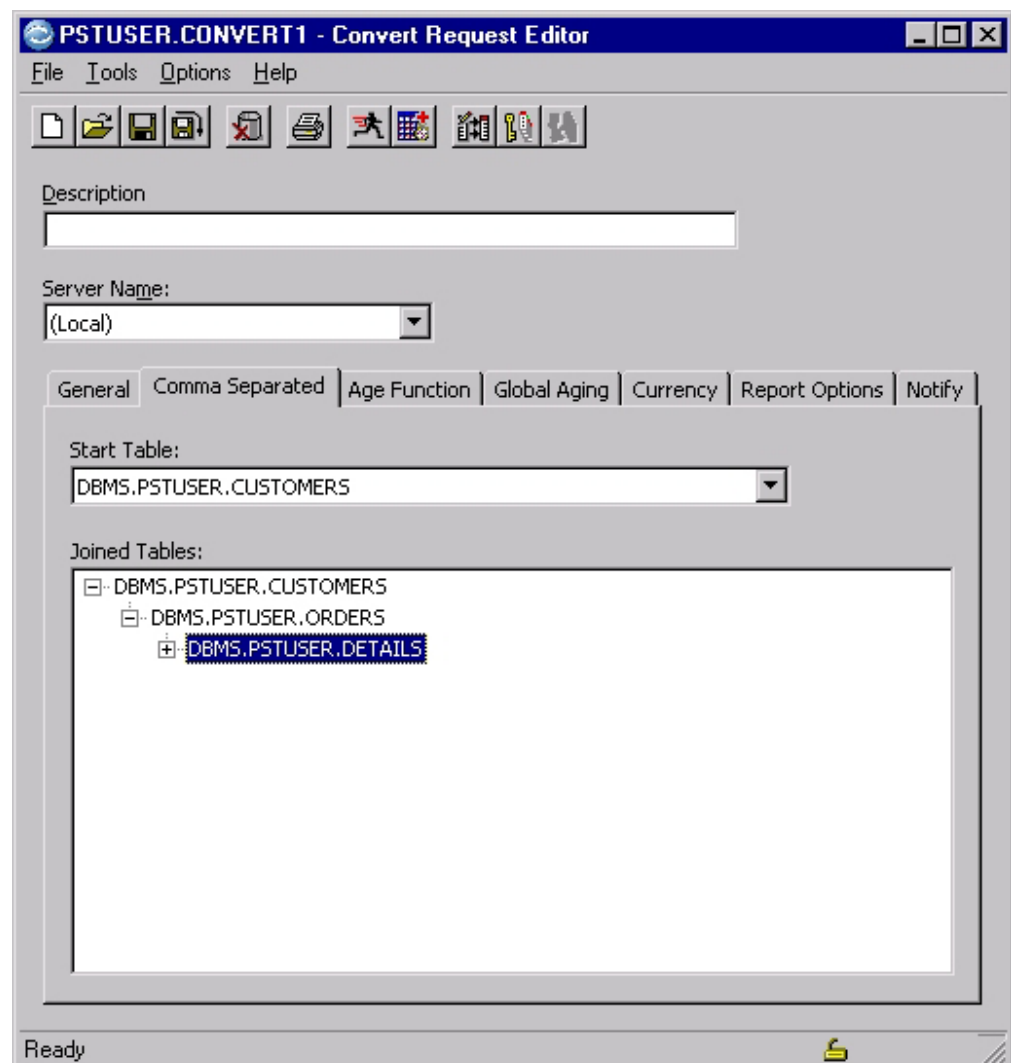 PSTUSER.CONVERT1 - Convert Request Editor
File Tools Options Help
Description
Server Name:
(Local)
General Comma Separated Age Function Global Aging Currency Report Options Notify
Start Table:
DBMS.PSTUSER.CUSTOMERS
Joined Tables:
DBMS.PSTUSER.CUSTOMERS
DBMS.PSTUSER.ORDERS
DBMS.PSTUSER.DETAILS
Ready